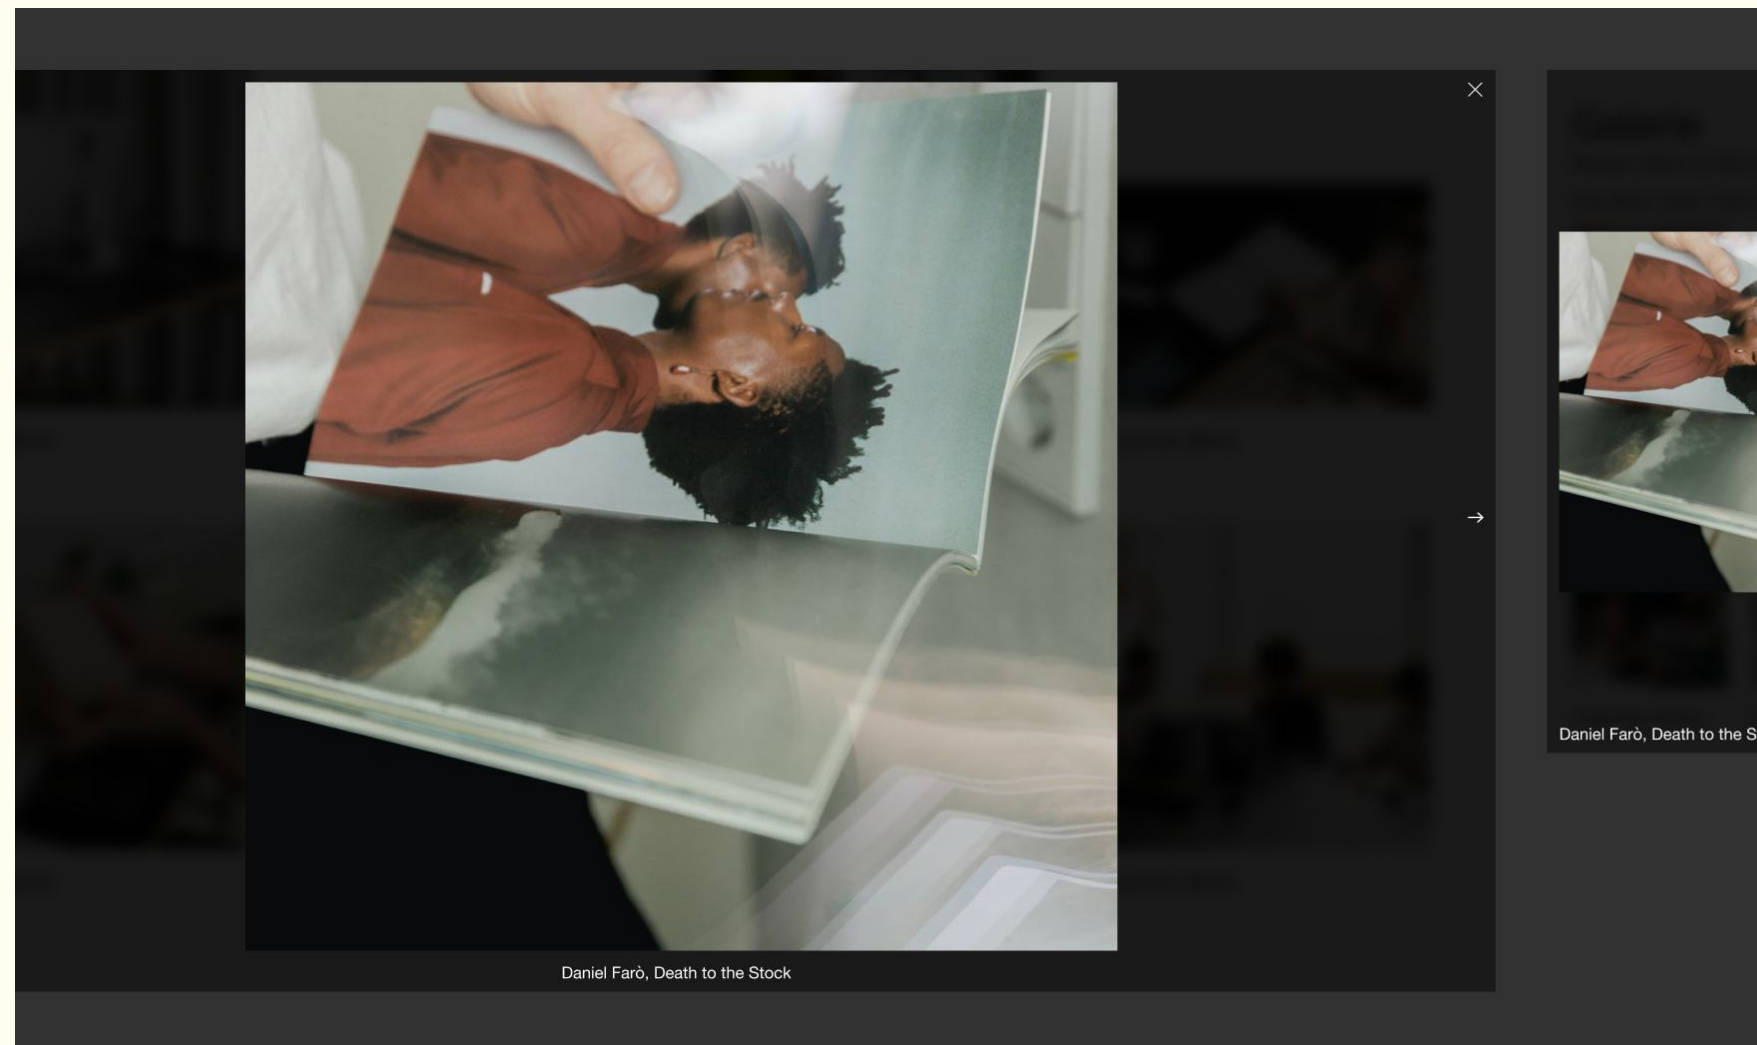 Daniel Farò, Death to the Stock
Daniel Farò, Death to the S